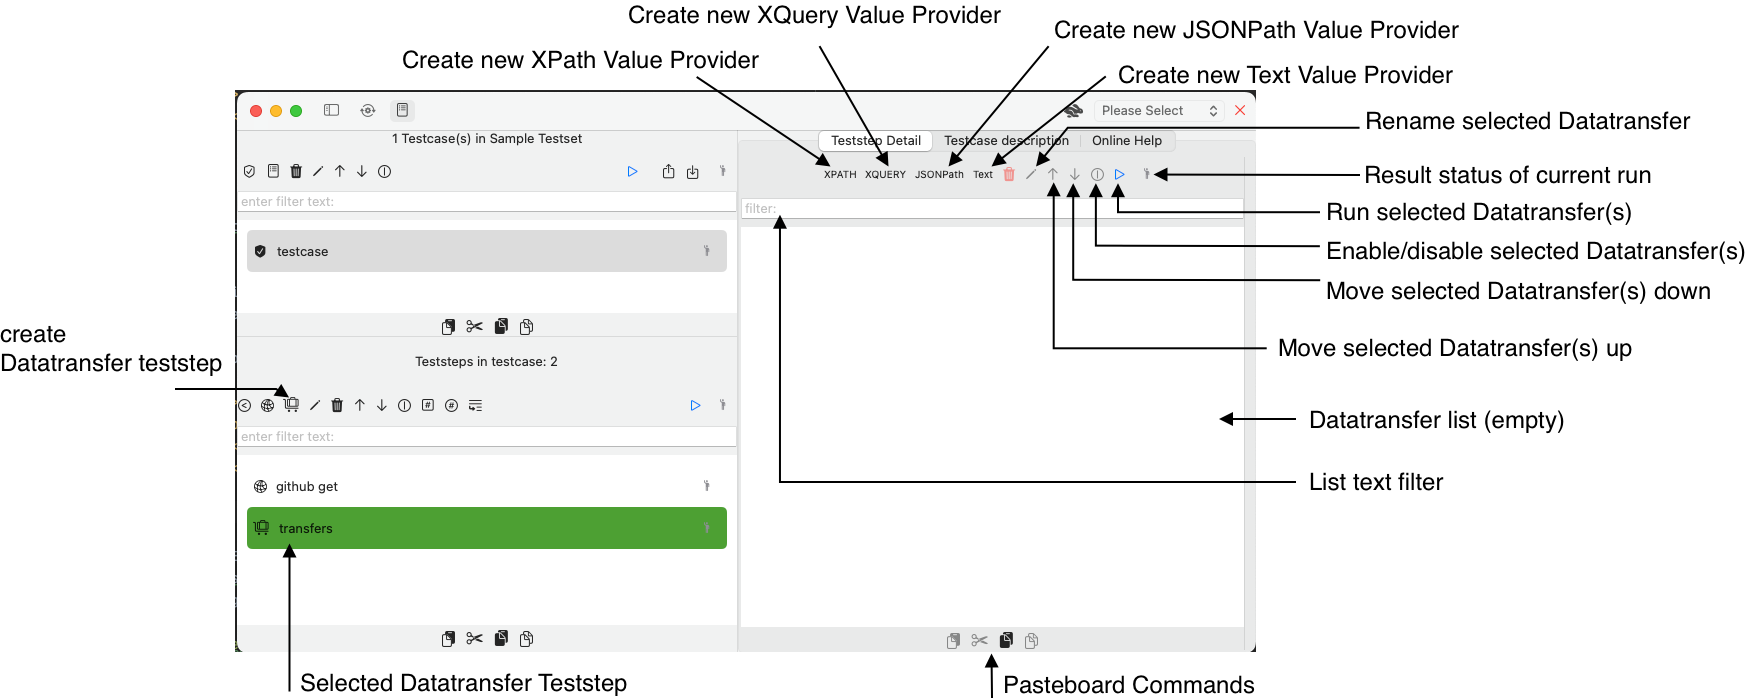 Create new XQuery Value Provider
Create new JSONPath Value Provider
Create new XPath Value Provider
Create new Text Value Provider
Please Select
Rename selected Datatransfer
1 Testcase(s) in Sample Testset
Teststep Detail
Testcase description
Online Help
XPATH
XQUERY
JSONPath
Text
Result status of current run
enter filter text:
filter:
Run selected Datatransfer(s)
testcase
Enable/disable selected Datatransfer(s)
Move selected Datatransfer(s) down
create
Datatransfer teststep
Move selected Datatransfer(s) up
Teststeps in testcase: 2
Datatransfer list (empty)
enter filter text:
List text filter
github get
transfers
Selected Datatransfer Teststep
Pasteboard Commands